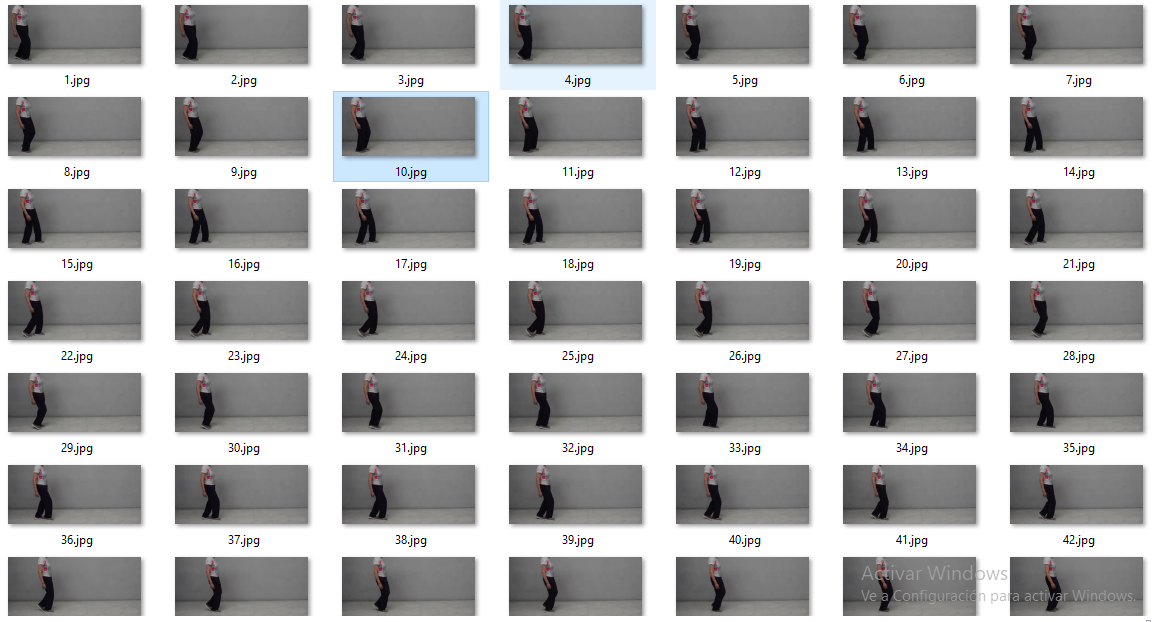 1.jpg 2.jpg 3.jpg 4.jpg 5.jpg 6.jpg 7.jpg
8.jpg 9.jpg 10.jpg 11.jpg 12.jpg 13.jpg 14.jpg
15.jpg 16.jpg 17.jpg 18.jpg 19.jpg 20.jpg 21.jpg
22.jpg 23.jpg 24.jpg 25.jpg 26.jpg 27.jpg 28.jpg
29.jpg 30.jpg 31.jpg 32.jpg 33.jpg 34.jpg 35.jpg
36.jpg 37.jpg 38.jpg 39.jpg 40.jpg 41.jpg 42.jpg
Activar Windows
Ve a Configuración para activar Windows.